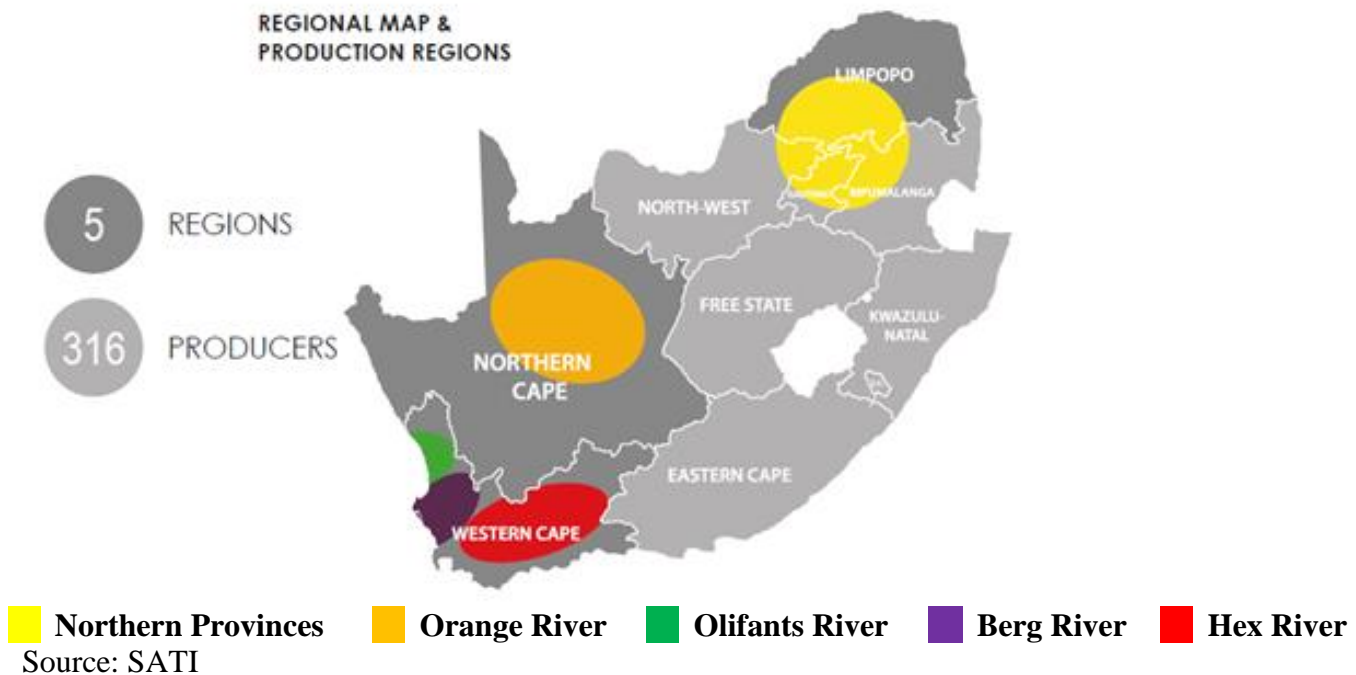 REGIONAL MAP &
PRODUCTION REGIONS
LIMPOPO
MPUMALANGA
NORTH-WEST
5 REGIONS
FREE STATE
KWAZULU-
NATAL
316 PRODUCERS
NORTHERN
CAPE
EASTERN CAPE
WESTERN CAPE
Northern Provinces Orange River Olifants River Berg River Hex River
Source: SATI